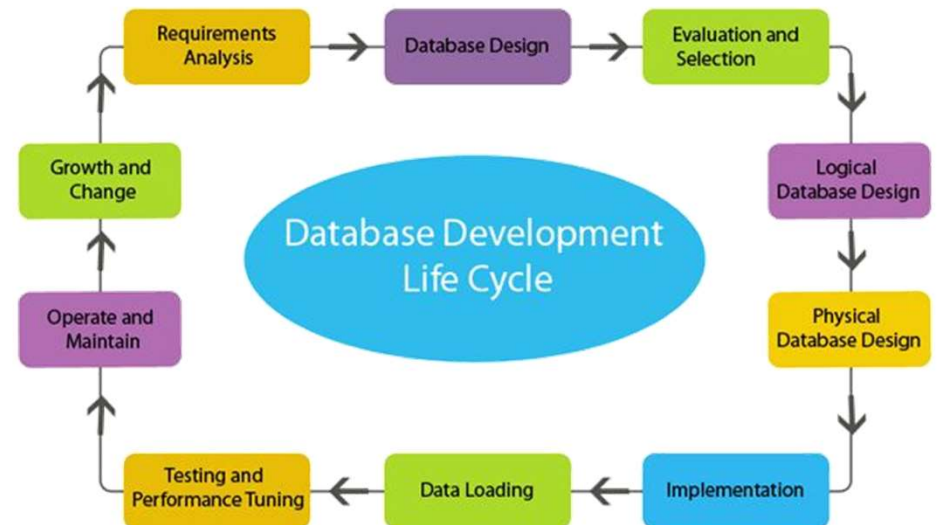 Requirements
Analysis
Database Design
Evaluation and
Selection
Logical
Database Design
Physical
Database Design
Implementation
Data Loading
Testing and
Performance Tuning
Operate and
Maintain
Growth and
Change
Database Development
Life Cycle